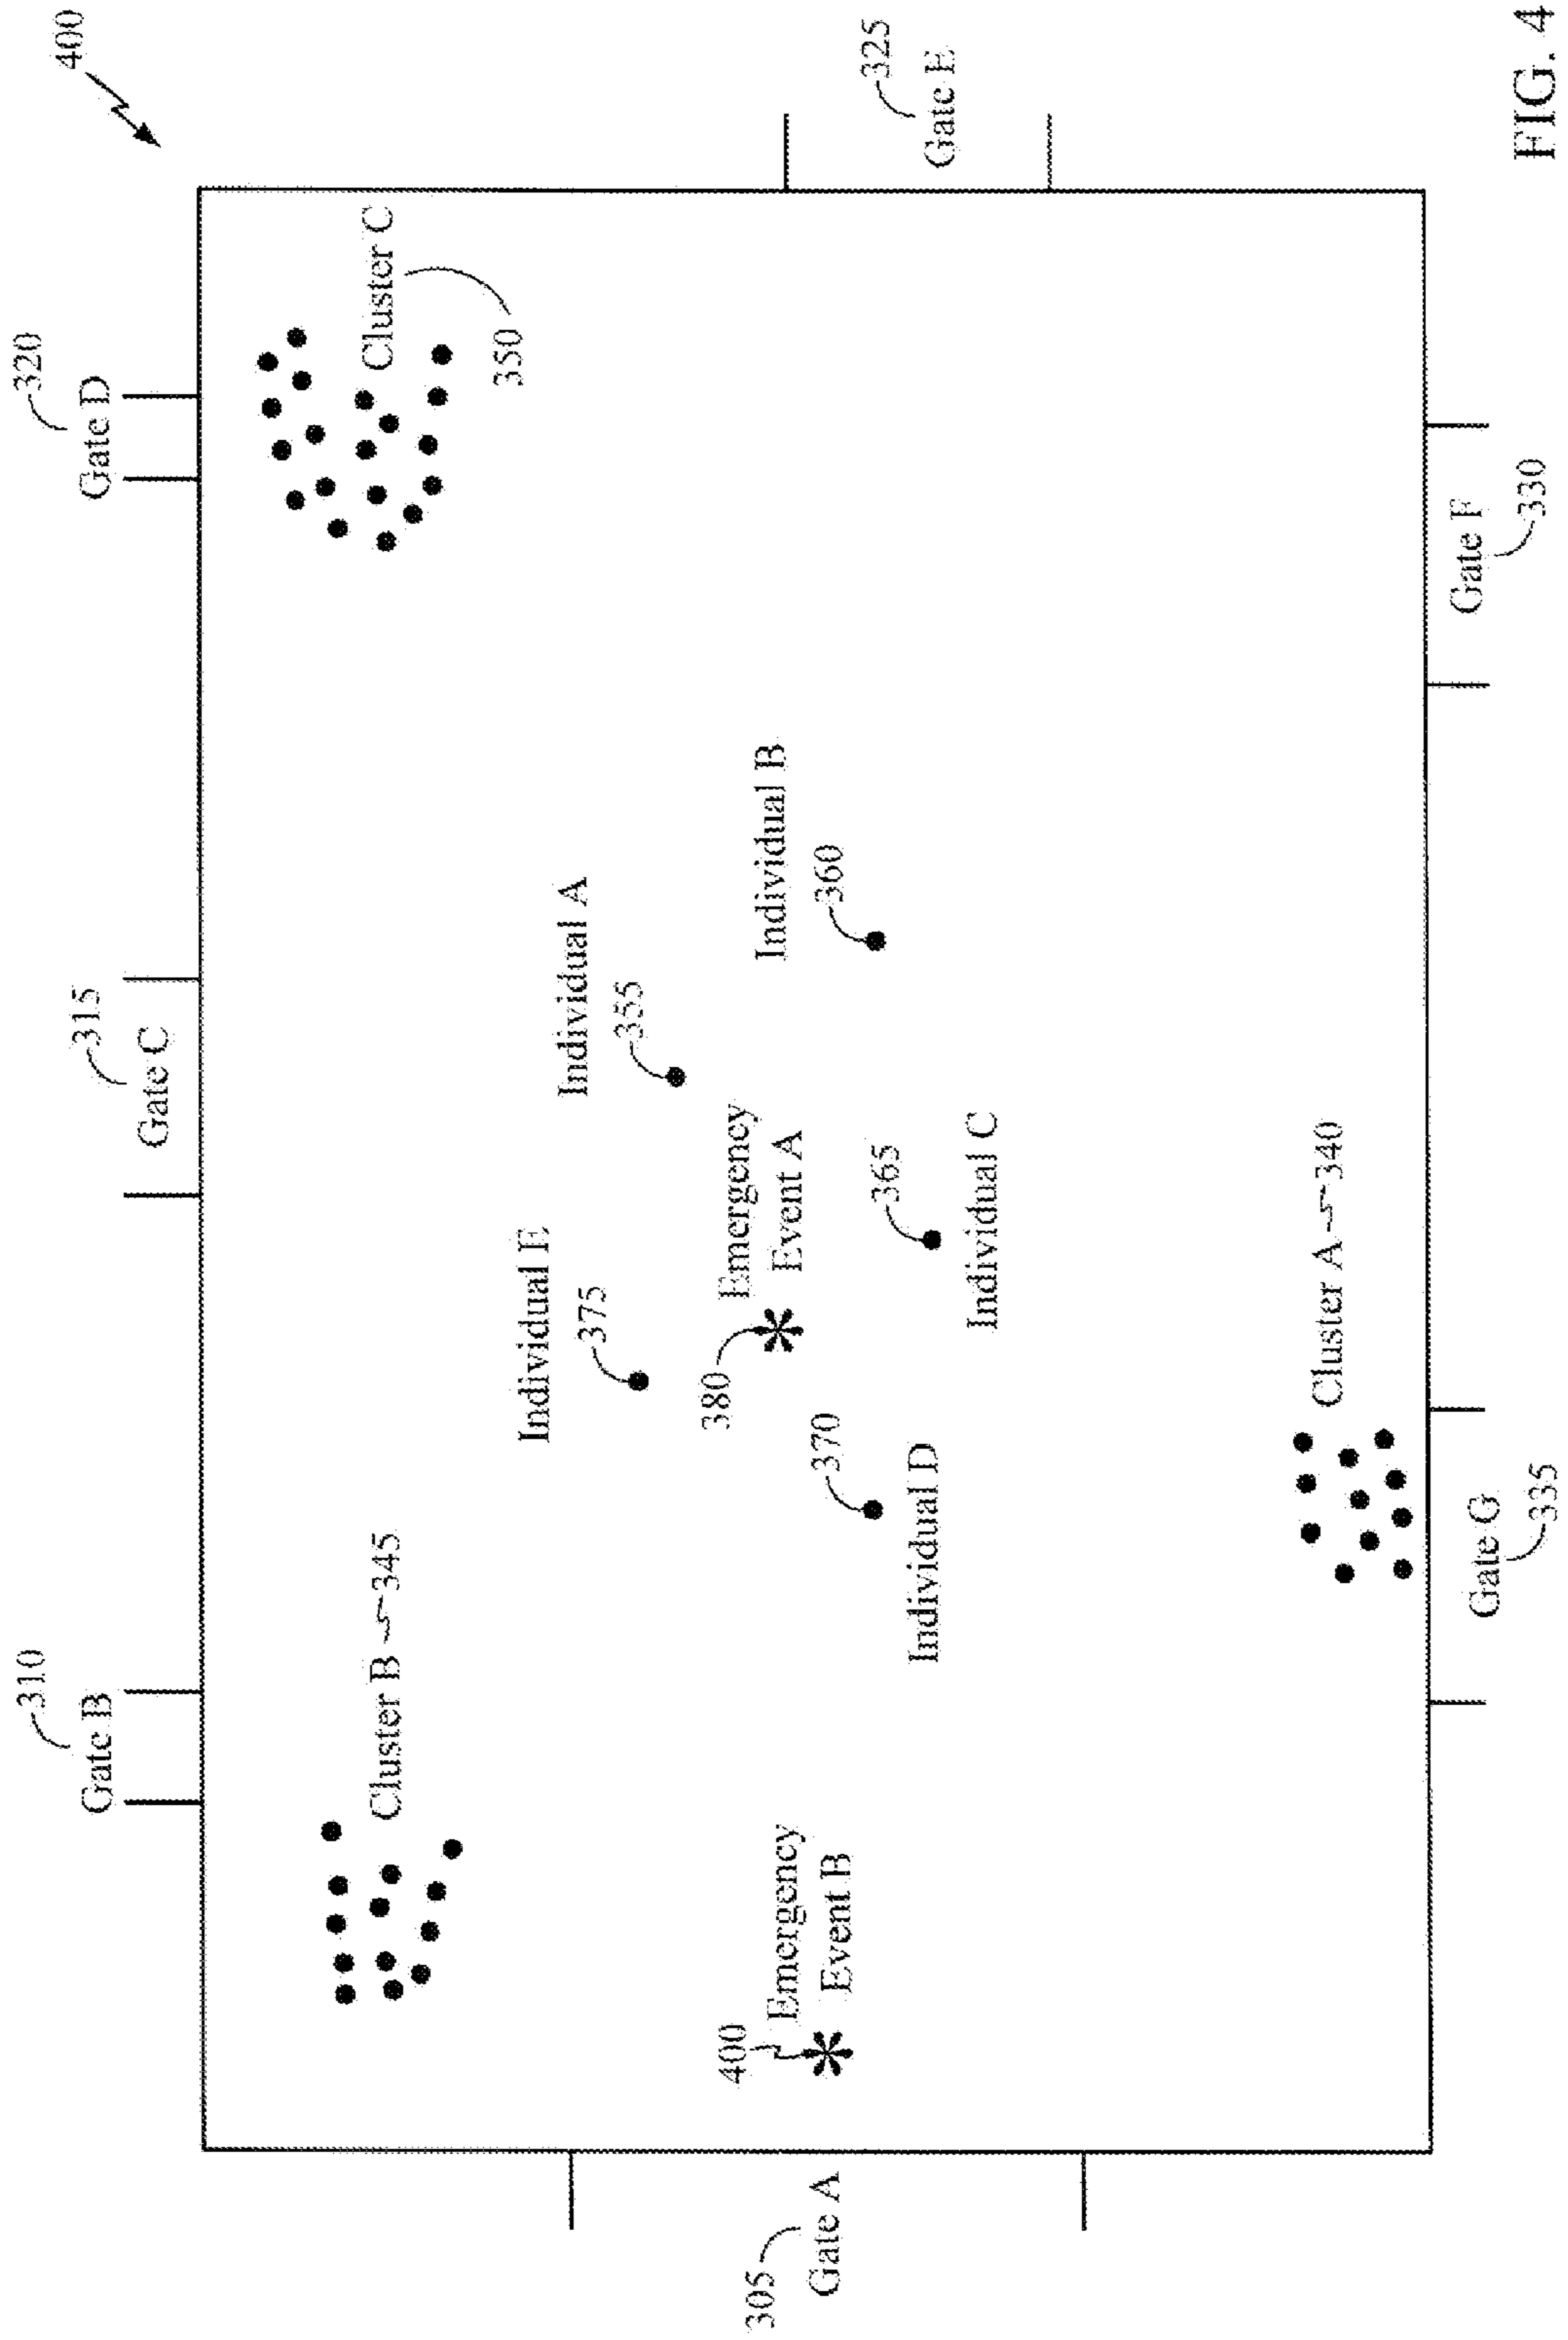 400
310
Gate B
315
Gate C
320
Gate D
Cluster B
345
Cluster C
350
Individual E
375
Individual A
355
305
Gate A
400
Emergency
Event B
380
Emergency
Event A
Individual B
360
370
Individual D
365
Individual C
325
Gate E
Cluster A
340
Gate G
335
Gate F
330
FIG. 4